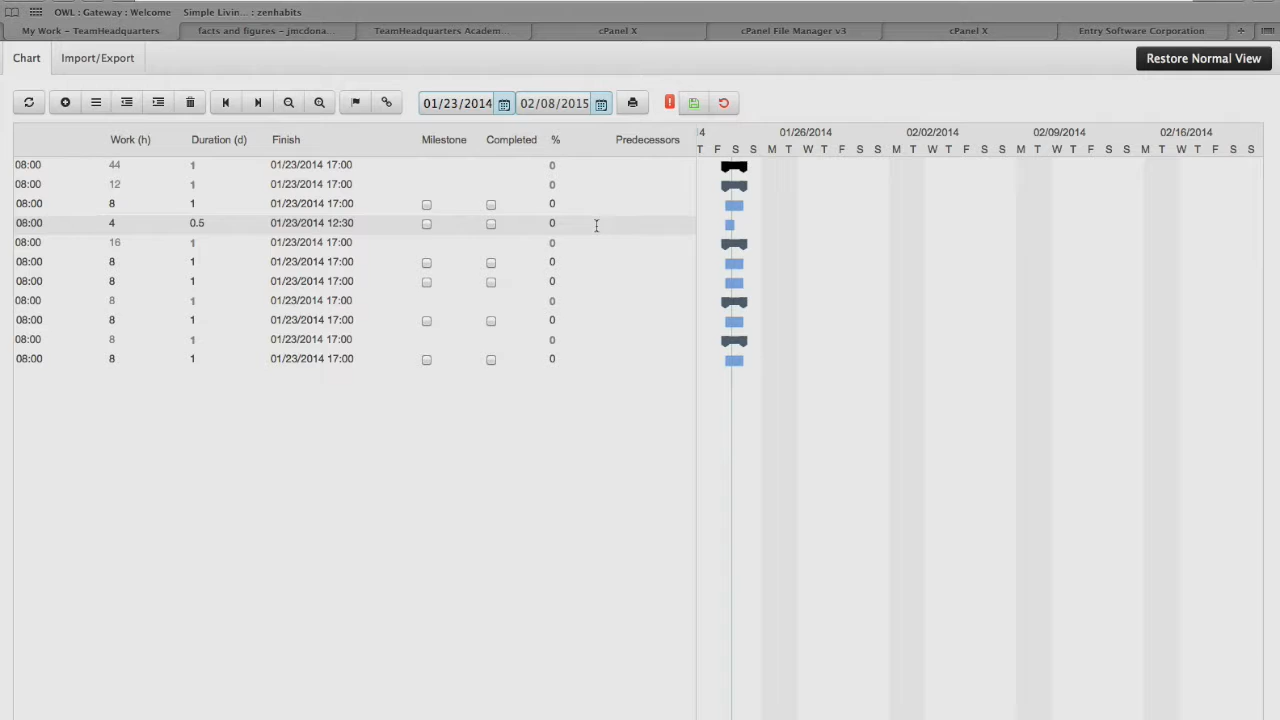 OWL : Gateway : Welcome Simple Livin... : zenhabits
My Work – TeamHeadquarters facts and figures – jmcdona... TeamHeadquarters Academ... cPanel X cPanel File Manager v3 cPanel X Entry Software Corporation +
Chart Import/Export Restore Normal View
01/23/2014 02/08/2015 !
Work (h) Duration (d) Finish Milestone Completed % Predecessors 4 01/26/2014 02/02/2014 02/09/2014 02/16/2014
T F S S M T W T F S S M T W T F S S M T W T F S S M T W T F S S
08:00 44 1 01/23/2014 17:00 0
08:00 12 1 01/23/2014 17:00 0
08:00 8 1 01/23/2014 17:00 0
08:00 4 0.5 01/23/2014 12:30 0
08:00 16 1 01/23/2014 17:00 0
08:00 8 1 01/23/2014 17:00 0
08:00 8 1 01/23/2014 17:00 0
08:00 8 1 01/23/2014 17:00 0
08:00 8 1 01/23/2014 17:00 0
08:00 8 1 01/23/2014 17:00 0
08:00 8 1 01/23/2014 17:00 0